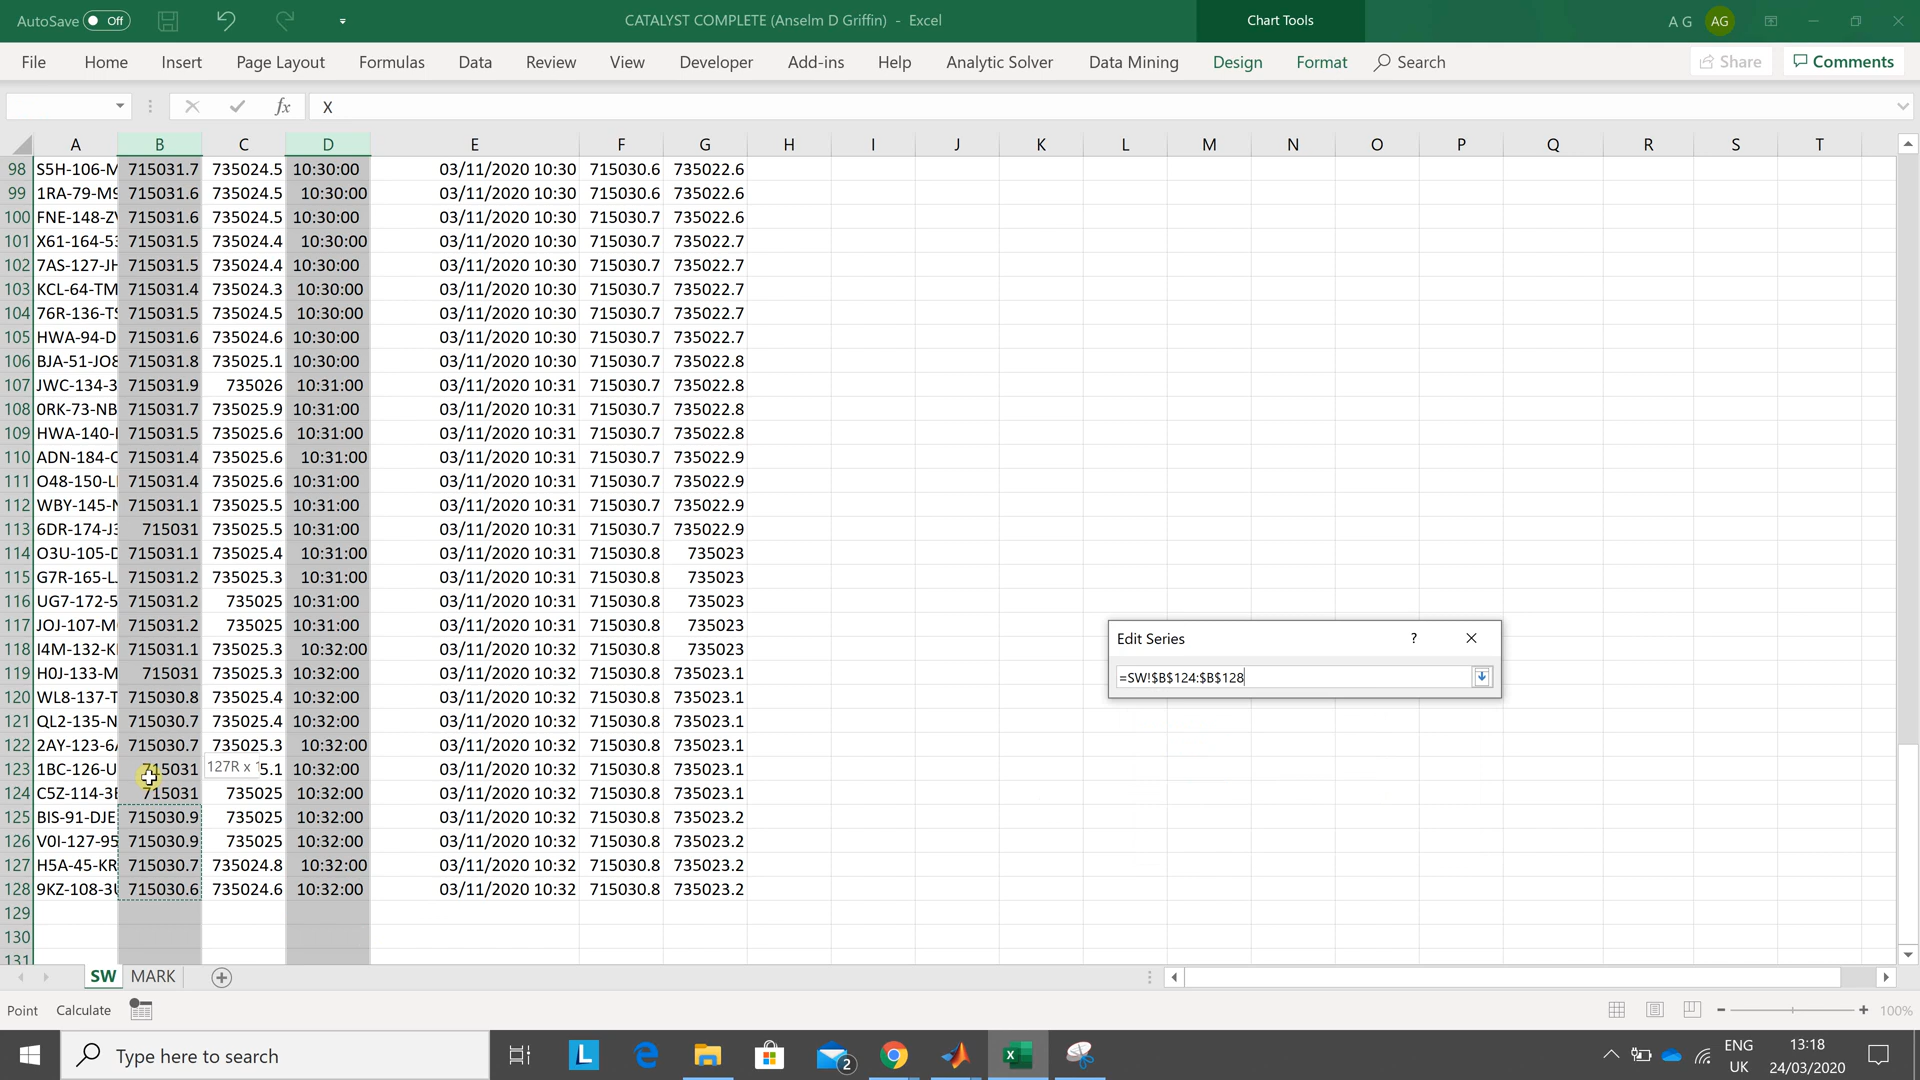 AutoSave Off CATALYST COMPLETE (Anselm D Griffin) - Excel Chart Tools A G AG
File Home Insert Page Layout Formulas Data Review View Developer Add-ins Help Analytic Solver Data Mining Design Format Search Share Comments
fx X
A B C D E F G H I J K L M N O P Q R S T
98 S5H-106-M 715031.7 735024.5 10:30:00 03/11/2020 10:30 715030.6 735022.6
99 1RA-79-M9 715031.6 735024.5 10:30:00 03/11/2020 10:30 715030.6 735022.6
100 FNE-148-ZV 715031.6 735024.5 10:30:00 03/11/2020 10:30 715030.7 735022.6
101 X61-164-53 715031.5 735024.4 10:30:00 03/11/2020 10:30 715030.7 735022.7
102 7AS-127-JH 715031.5 735024.4 10:30:00 03/11/2020 10:30 715030.7 735022.7
103 KCL-64-TM 715031.4 735024.3 10:30:00 03/11/2020 10:30 715030.7 735022.7
104 76R-136-TS 715031.5 735024.4 10:30:00 03/11/2020 10:30 715030.7 735022.7
105 HWA-94-D 715031.6 735024.6 10:30:00 03/11/2020 10:30 715030.7 735022.7
106 BJA-51-JO8 715031.8 735025.1 10:30:00 03/11/2020 10:30 715030.7 735022.8
107 JWC-134-3 715031.9 735026 10:31:00 03/11/2020 10:31 715030.7 735022.8
108 0RK-73-NB 715031.7 735025.9 10:31:00 03/11/2020 10:31 715030.7 735022.8
109 HWA-140- 715031.5 735025.6 10:31:00 03/11/2020 10:31 715030.7 735022.8
110 ADN-184-C 715031.4 735025.6 10:31:00 03/11/2020 10:31 715030.7 735022.9
111 O48-150-L 715031.4 735025.6 10:31:00 03/11/2020 10:31 715030.7 735022.9
112 WBY-145- 715031.1 735025.5 10:31:00 03/11/2020 10:31 715030.7 735022.9
113 6DR-174-J3 715031 735025.5 10:31:00 03/11/2020 10:31 715030.7 735022.9
114 O3U-105-D 715031.1 735025.4 10:31:00 03/11/2020 10:31 715030.8 735023
115 G7R-165-L 715031.2 735025.3 10:31:00 03/11/2020 10:31 715030.8 735023
116 UG7-172-5 715031.2 735025 10:31:00 03/11/2020 10:31 715030.8 735023
117 JOJ-107-M 715031.2 735025 10:31:00 03/11/2020 10:31 715030.8 735023
118 I4M-132-K 715031.1 735025.3 10:32:00 03/11/2020 10:32 715030.8 735023
119 H0J-133-M 715031 735025.3 10:32:00 03/11/2020 10:32 715030.8 735023.1
120 WL8-137-T 715030.8 735025.4 10:32:00 03/11/2020 10:32 715030.8 735023.1
121 QL2-135-N 715030.7 735025.4 10:32:00 03/11/2020 10:32 715030.8 735023.1
122 2AY-123-6 715030.7 735025.3 10:32:00 03/11/2020 10:32 715030.8 735023.1
123 1BC-126-U 715031 127R x 1 5.1 10:32:00 03/11/2020 10:32 715030.8 735023.1
124 C5Z-114-3 715031 735025 10:32:00 03/11/2020 10:32 715030.8 735023.1
125 BIS-91-DJE 715030.9 735025 10:32:00 03/11/2020 10:32 715030.8 735023.2
126 V0I-127-95 715030.9 735025 10:32:00 03/11/2020 10:32 715030.8 735023.2
127 H5A-45-KR 715030.7 735024.8 10:32:00 03/11/2020 10:32 715030.8 735023.2
128 9KZ-108-3 715030.6 735024.6 10:32:00 03/11/2020 10:32 715030.8 735023.2
129
130
131
Edit Series ?
=SW!$B$124:$B$128
SW MARK
Point Calculate 100%
Type here to search L 2 ENG 13:18
UK 24/03/2020